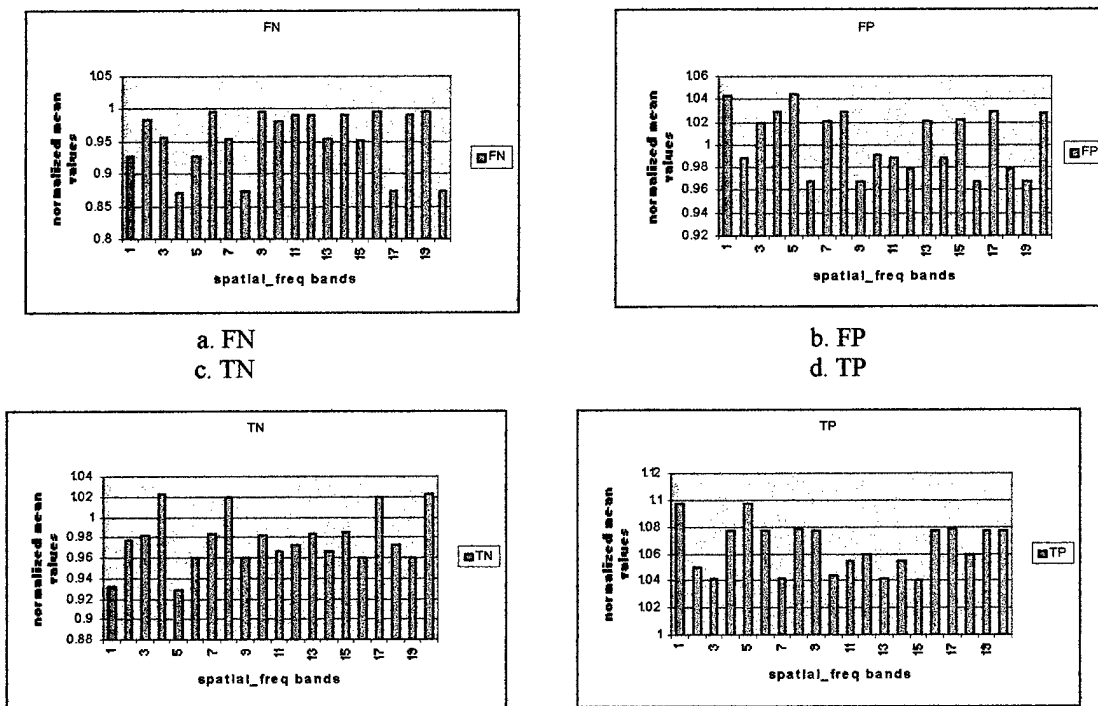 FN
1.05
1
0.95
0.9
0.85
0.8
normalized mean
values
1 3 5 7 9 11 13 15 17 19
spatial_freq bands
FN
FP
1.06
1.04
1.02
1
0.98
0.96
0.94
0.92
normalized mean
values
1 3 5 7 9 11 13 15 17 19
spatial_freq bands
FP
a. FN
b. FP
c. TN
d. TP
TN
1.04
1.02
1
0.98
0.96
0.94
0.92
0.9
0.88
normalized mean
values
1 3 5 7 9 11 13 15 17 19
spatial_freq bands
TN
TP
1.12
1.1
1.08
1.06
1.04
1.02
1
normalized mean
values
1 3 5 7 9 11 13 15 17 19
spatial_freq bands
TP